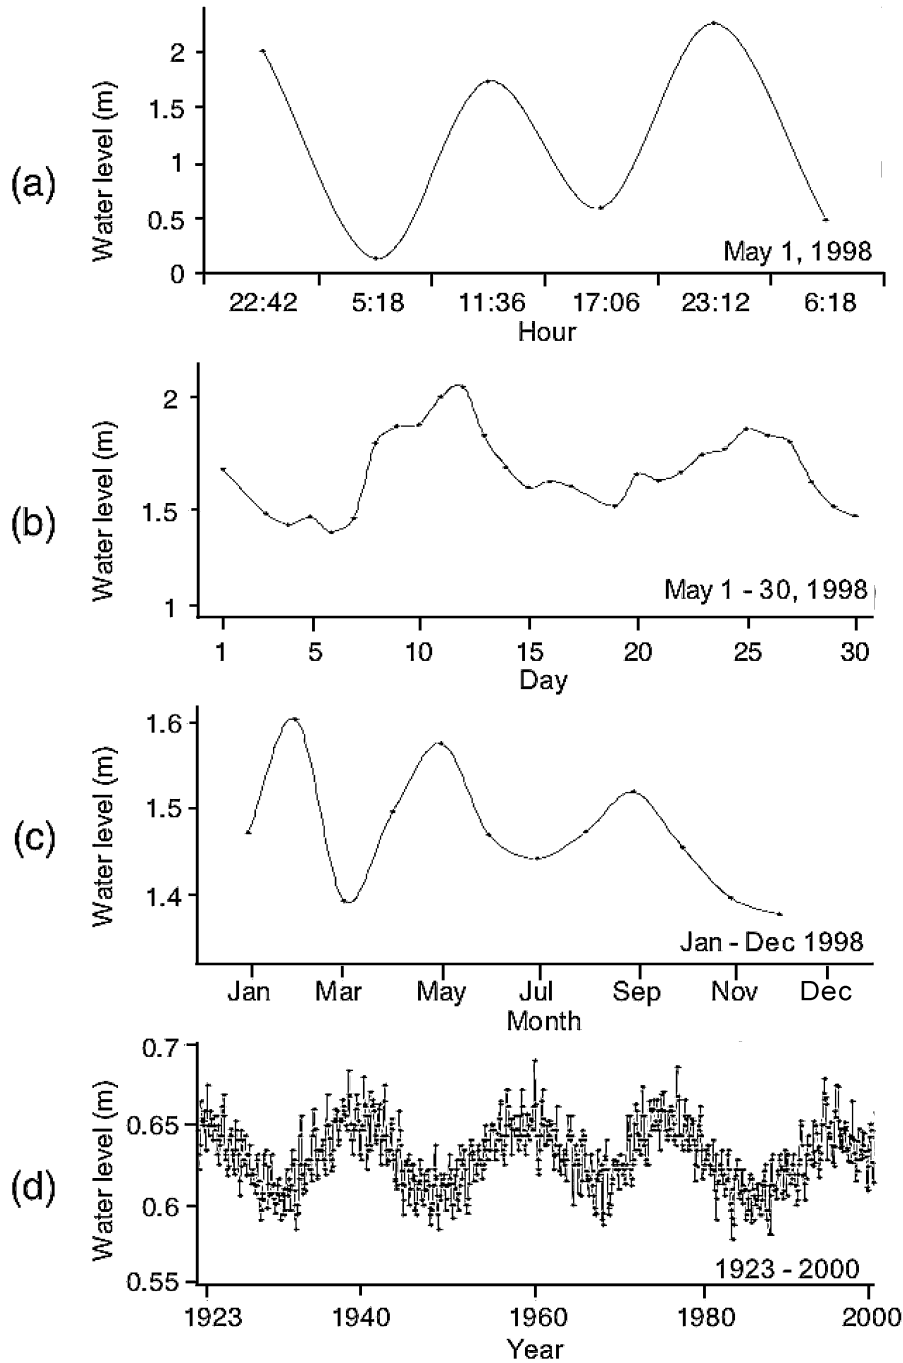 (a)
Water level (m)
2
1.5
1
0.5
0
May 1, 1998
22:42 5:18 11:36 17:06 23:12 6:18
Hour
(b)
Water level (m)
2
1.5
1
May 1 - 30, 1998
1 5 10 15 20 25 30
Day
(c)
Water level (m)
1.6
1.5
1.4
Jan - Dec 1998
Jan Mar May Jul Sep Nov Dec
Month
(d)
Water level (m)
0.7
0.65
0.6
0.55
1923 - 2000
1923 1940 1960 1980 2000
Year